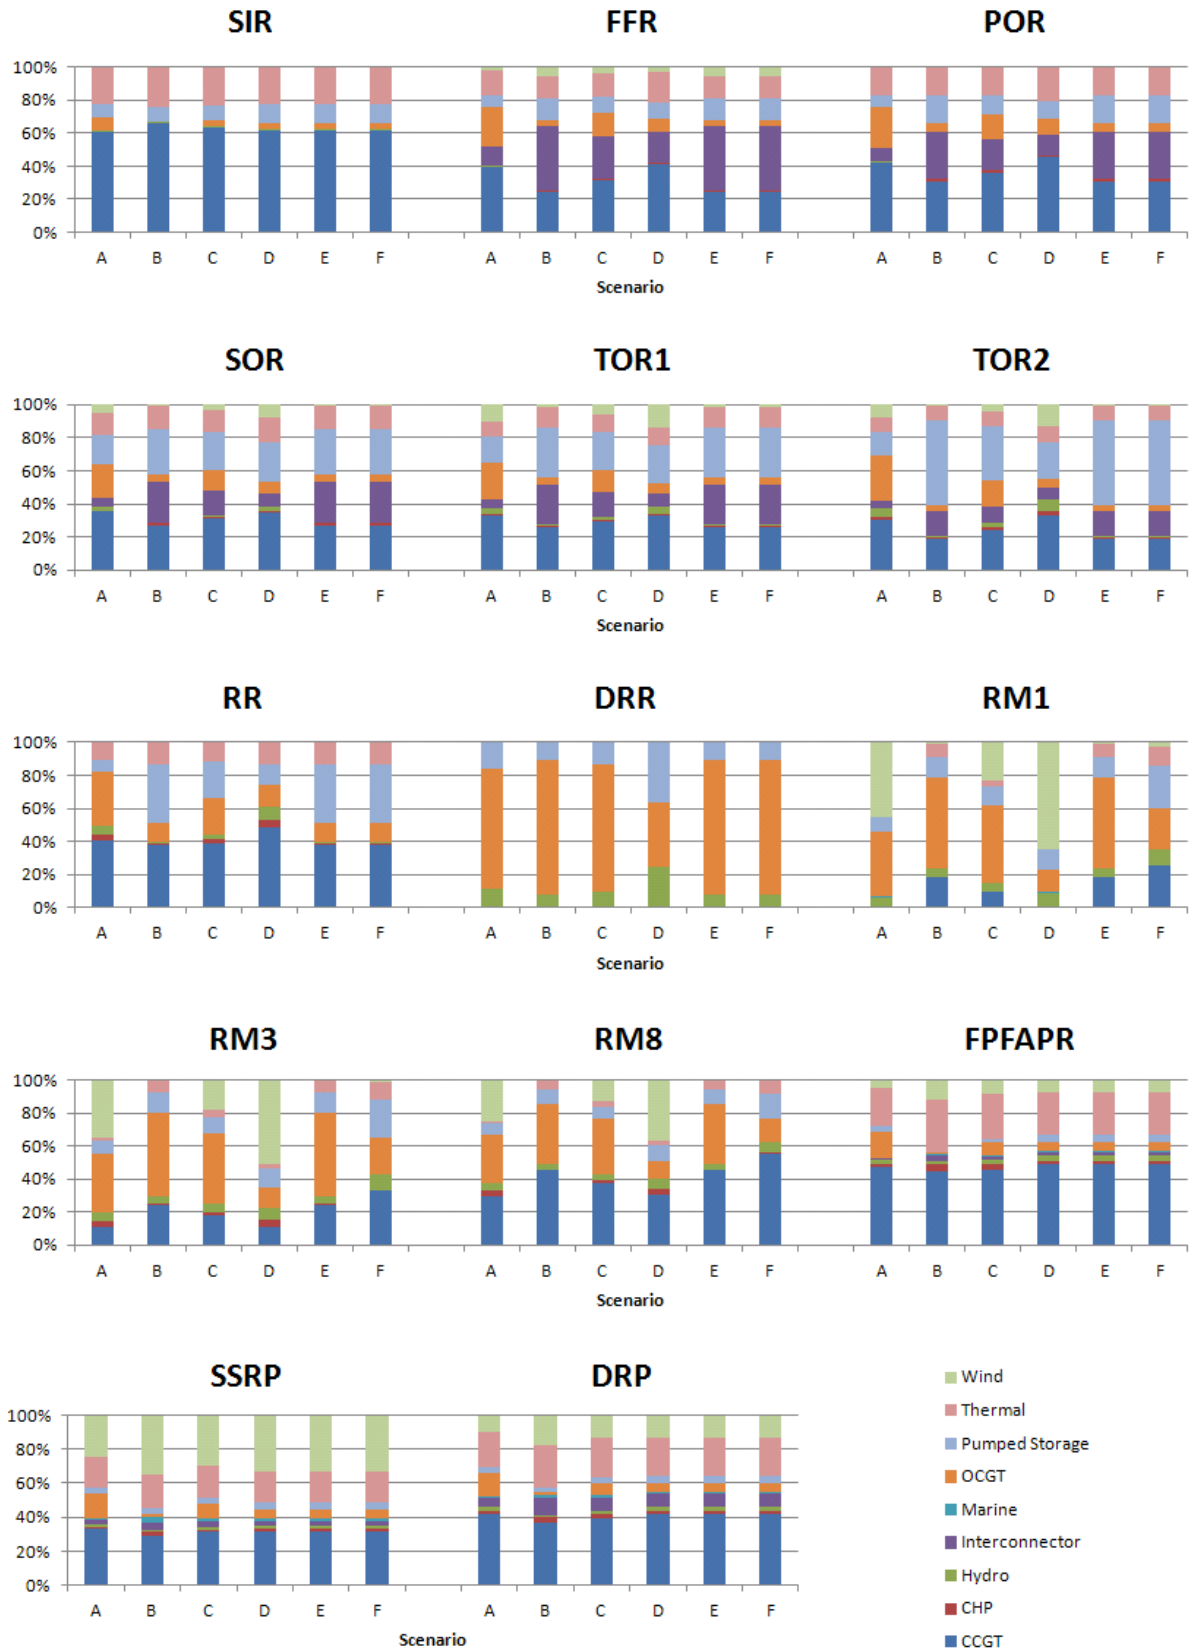 SIR FFR POR
100%
80%
60%
40%
20%
0%
A B C D E F A B C D E F A B C D E F
Scenario
SOR TOR1 TOR2
100%
80%
60%
40%
20%
0%
A B C D E F A B C D E F A B C D E F
Scenario
RR DRR RM1
100%
80%
60%
40%
20%
0%
A B C D E F A B C D E F A B C D E F
Scenario
RM3 RM8 FPFAPR
100%
80%
60%
40%
20%
0%
A B C D E F A B C D E F A B C D E F
Scenario
SSRP DRP
100%
80%
60%
40%
20%
0%
A B C D E F A B C D E F
Scenario
Wind
Thermal
Pumped Storage
OCGT
Marine
Interconnector
Hydro
CHP
CCGT